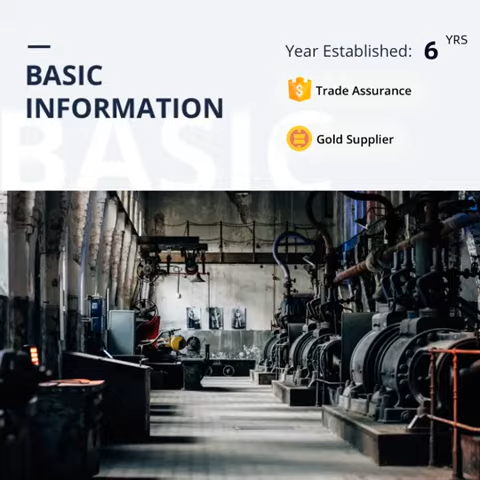 BASIC
INFORMATION
BASIC
Year Established: 6 YRS
Trade Assurance
Gold Supplier